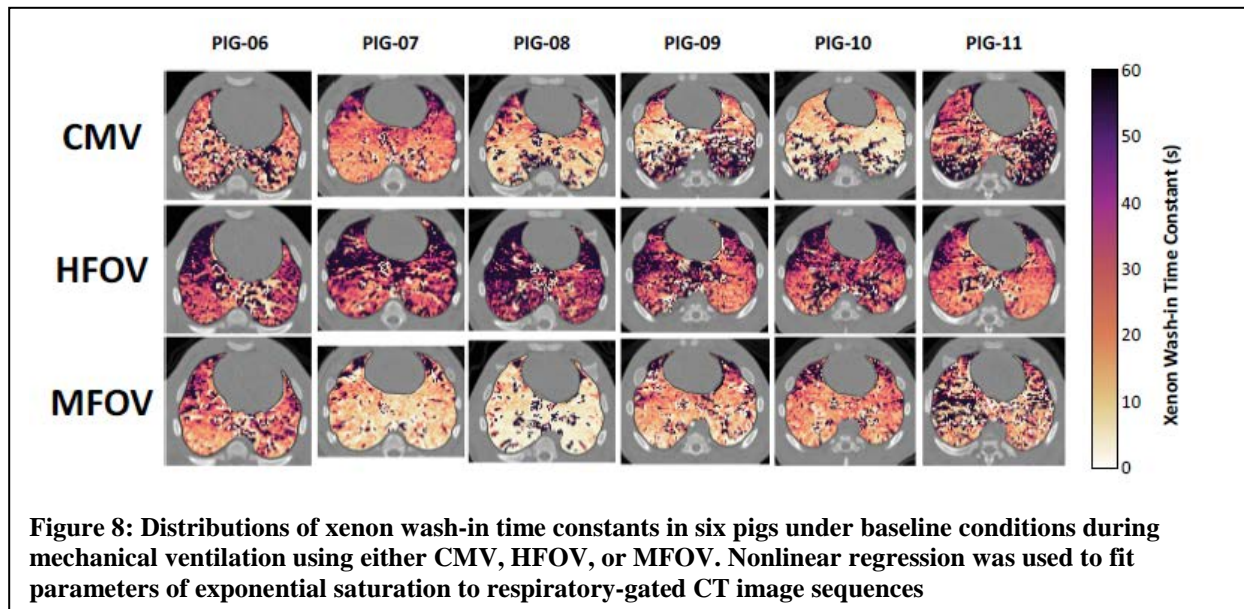 PIG-06 PIG-07 PIG-08 PIG-09 PIG-10 PIG-11
CMV
HFOV
MFOV
60
50
40
30
20
10
0
Xenon Wash-in Time Constant (s)
Figure 8: Distributions of xenon wash-in time constants in six pigs under baseline conditions during
mechanical ventilation using either CMV, HFOV, or MFOV. Nonlinear regression was used to fit
parameters of exponential saturation to respiratory-gated CT image sequences